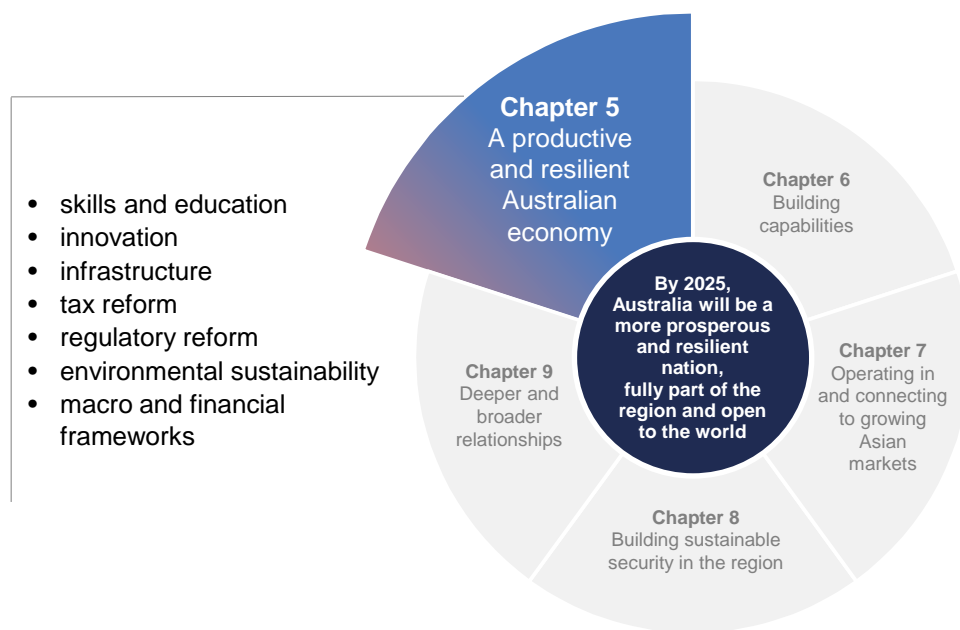 Chapter 5
A productive
and resilient
Australian
economy
• skills and education
• innovation
• infrastructure
• tax reform
• regulatory reform
• environmental sustainability
• macro and financial
frameworks
Chapter 6
Building
capabilities
By 2025,
Australia will be a
more prosperous
and resilient
nation,
fully part of the
region and open
to the world
Chapter 7
Operating in
and connecting
to growing
Asian
markets
Chapter 9
Deeper and
broader
relationships
Chapter 8
Building sustainable
security in the region